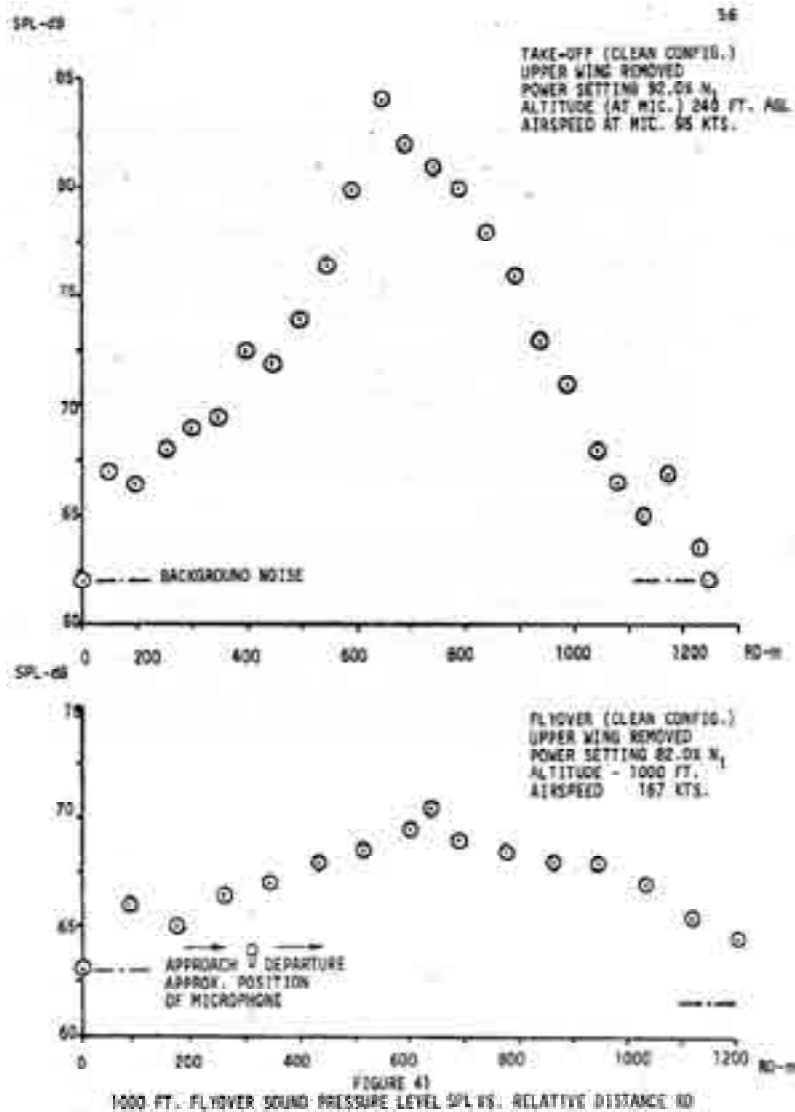 56
SPL-dB
TAKE-OFF (CLEAN CONFIG.)
UPPER WING REMOVED
POWER SETTING 92.0% N1
ALTITUDE (AT MIC.) 240 FT. AGL
AIRSPEED AT MIC. 95 KTS.
85
80
75
70
65
BACKGROUND NOISE
60
0 200 400 600 800 1000 1200 RD-m
SPL-dB
75
FLYOVER (CLEAN CONFIG.)
UPPER WING REMOVED
POWER SETTING 82.0% N1
ALTITUDE - 1000 FT.
AIRSPEED 167 KTS.
70
65
APPROACH DEPARTURE
APPROX. POSITION
OF MICROPHONE
60
0 200 400 600 800 1000 1200 RD-m
FIGURE 41
1000 FT. FLYOVER SOUND PRESSURE LEVEL SPL VS. RELATIVE DISTANCE RD